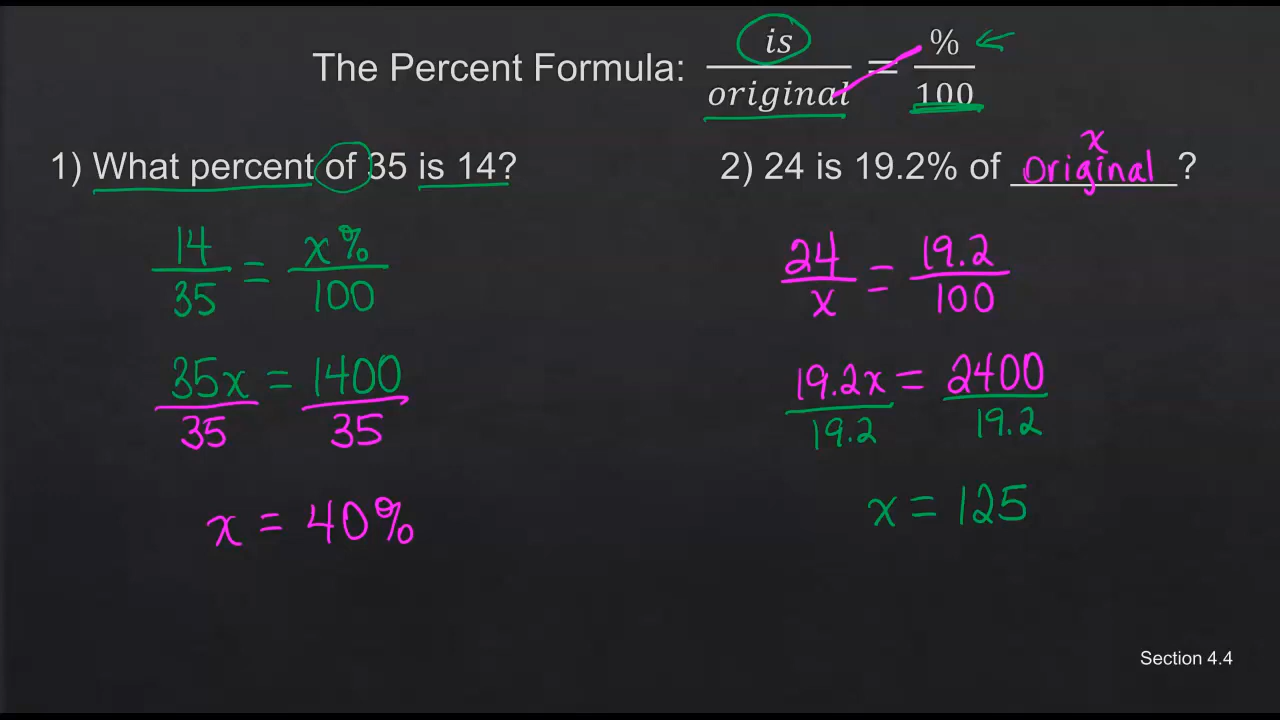 The Percent Formula: is/original = %/100
1) What percent of 35 is 14?
14/35 = x%/100
35x = 1400
35 35
x = 40%
x
2) 24 is 19.2% of original ?
24/x = 19.2/100
19.2x = 2400
19.2 19.2
x = 125
Section 4.4